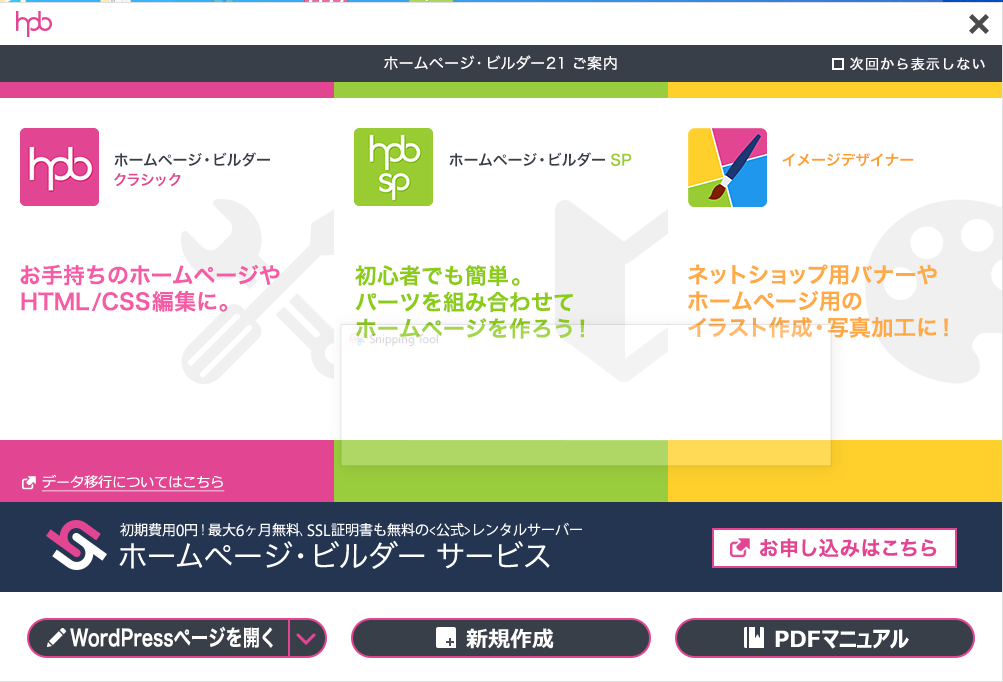 hpb
ホームページ・ビルダー21 ご案内
次回から表示しない
hpb
ホームページ・ビルダー
クラシック
hpb
sp
ホームページ・ビルダー SP
イメージデザイナー
お手持ちのホームページや
HTML/CSS編集に。
初心者でも簡単。
パーツを組み合わせて
ホームページを作ろう！
ネットショップ用バナーや
ホームページ用の
イラスト作成・写真加工に！
Snipping Tool
データ移行についてはこちら
初期費用0円！最大6ヶ月無料、SSL証明書も無料の<公式>レンタルサーバー
ホームページ・ビルダー サービス
お申し込みはこちら
WordPressページを開く
新規作成
PDFマニュアル